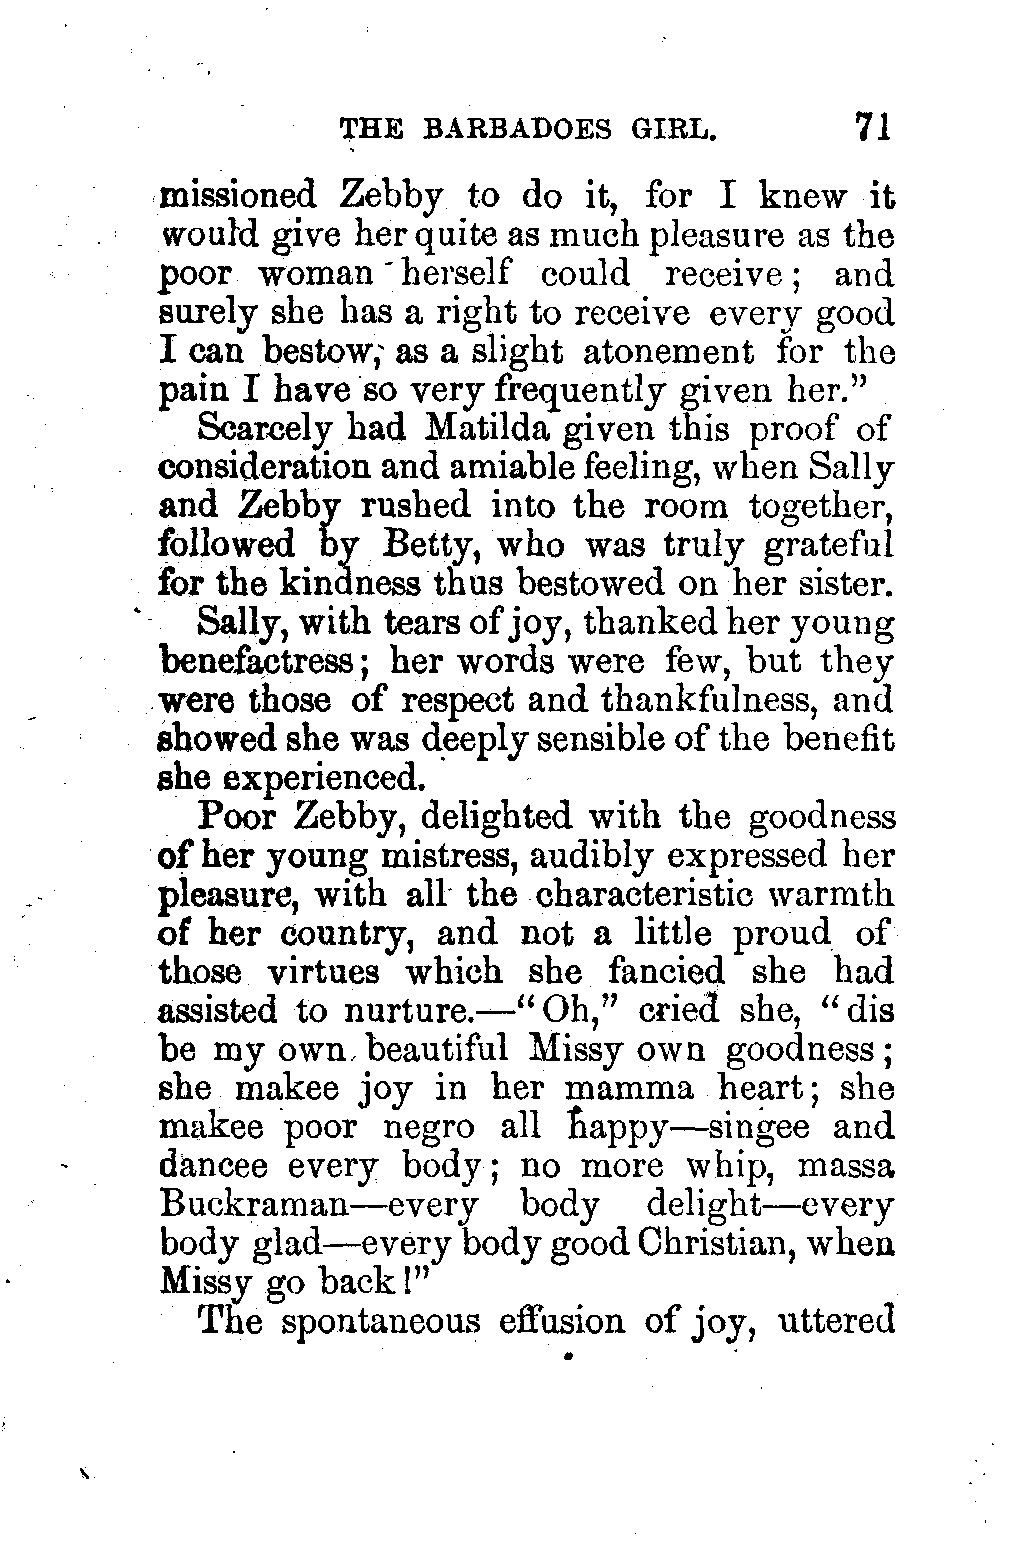 THE BARBADOES GIRL. 71
missioned Zebby to do it, for I knew it
would give her quite as much pleasure as the
poor woman herself could receive; and
surely she has a right to receive every good
I can bestow, as a slight atonement for the
pain I have so very frequently given her.”
Scarcely had Matilda given this proof of
consideration and amiable feeling, when Sally
and Zebby rushed into the room together,
followed by Betty, who was truly grateful
for the kindness thus bestowed on her sister.
Sally, with tears of joy, thanked her young
benefactress; her words were few, but they
were those of respect and thankfulness, and
showed she was deeply sensible of the benefit
she experienced.
Poor Zebby, delighted with the goodness
of her young mistress, audibly expressed her
pleasure, with all the characteristic warmth
of her country, and not a little proud of
those virtues which she fancied she had
assisted to nurture.—“Oh,” cried she, “dis
be my own beautiful Missy own goodness;
she makee joy in her mamma heart; she
makee poor negro all happy—singee and
dancee every body; no more whip, massa
Buckraman—every body delight—every
body glad—every body good Christian, when
Missy go back!”
The spontaneous effusion of joy, uttered